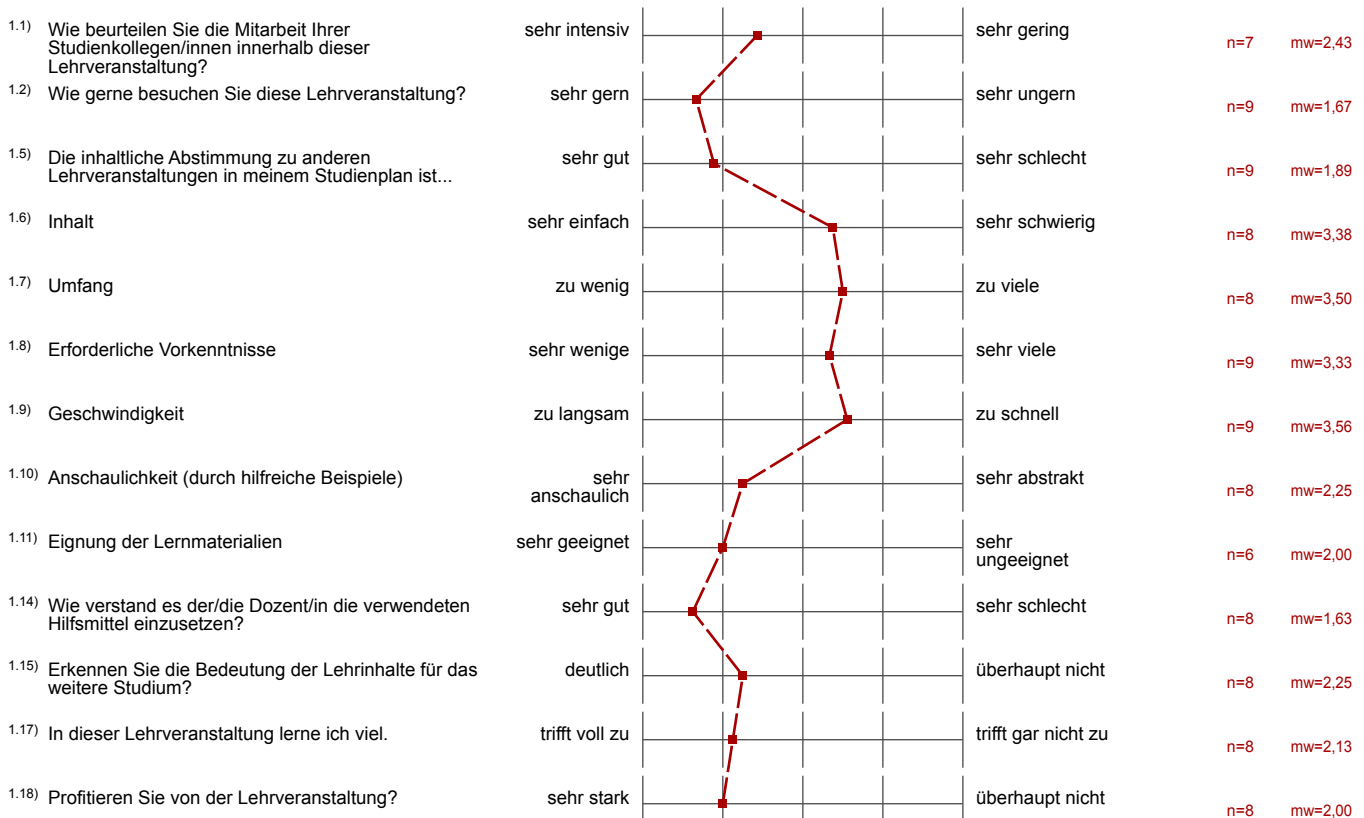 1.1) Wie beurteilen Sie die Mitarbeit Ihrer
Studienkollegen/innen innerhalb dieser
Lehrveranstaltung?
sehr intensiv
sehr gering
n=7 mw=2,43
1.2) Wie gerne besuchen Sie diese Lehrveranstaltung?
sehr gern
sehr ungern
n=9 mw=1,67
1.5) Die inhaltliche Abstimmung zu anderen
Lehrveranstaltungen in meinem Studienplan ist...
sehr gut
sehr schlecht
n=9 mw=1,89
1.6) Inhalt
sehr einfach
sehr schwierig
n=8 mw=3,38
1.7) Umfang
zu wenig
zu viele
n=8 mw=3,50
1.8) Erforderliche Vorkenntnisse
sehr wenige
sehr viele
n=9 mw=3,33
1.9) Geschwindigkeit
zu langsam
zu schnell
n=9 mw=3,56
1.10) Anschaulichkeit (durch hilfreiche Beispiele)
sehr
anschaulich
sehr abstrakt
n=8 mw=2,25
1.11) Eignung der Lernmaterialien
sehr geeignet
sehr
ungeeignet
n=6 mw=2,00
1.14) Wie verstand es der/die Dozent/in die verwendeten
Hilfsmittel einzusetzen?
sehr gut
sehr schlecht
n=8 mw=1,63
1.15) Erkennen Sie die Bedeutung der Lehrinhalte für das
weitere Studium?
deutlich
überhaupt nicht
n=8 mw=2,25
1.17) In dieser Lehrveranstaltung lerne ich viel.
trifft voll zu
trifft gar nicht zu
n=8 mw=2,13
1.18) Profitieren Sie von der Lehrveranstaltung?
sehr stark
überhaupt nicht
n=8 mw=2,00